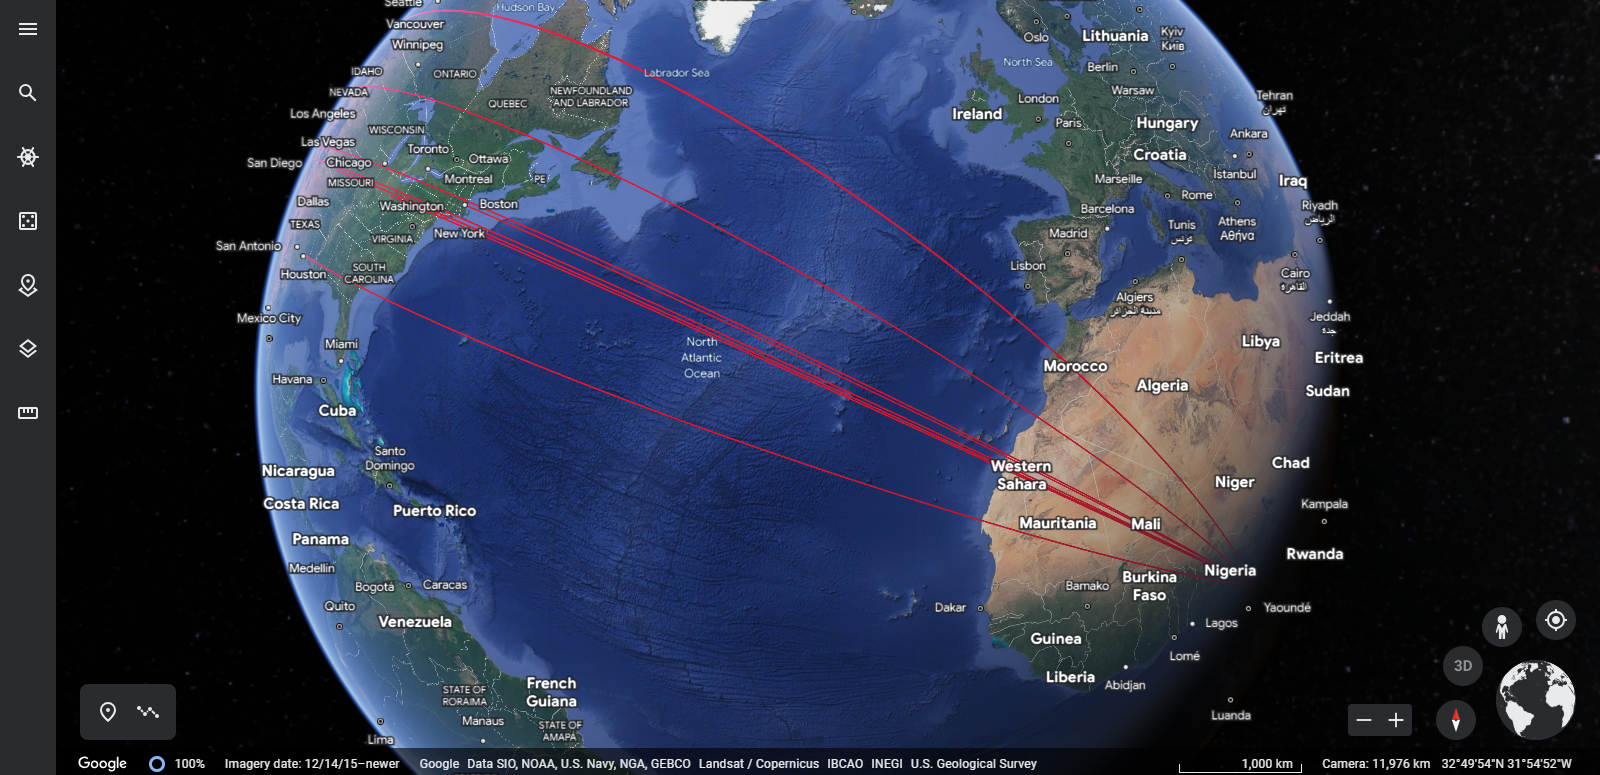 Seattle
Hudson Bay
Vancouver
Winnipeg
IDAHO
ONTARIO
Labrador Sea
NEVADA
NEWFOUNDLAND
AND LABRADOR
QUEBEC
Los Angeles
WISCONSIN
Las Vegas
Toronto
Ottawa
San Diego
Chicago
MISSOURI
Montreal
PE
Dallas
Washington
Boston
TEXAS
New York
VIRGINIA
San Antonio
SOUTH
CAROLINA
Houston
Mexico City
Miami
North
Atlantic
Ocean
Havana
Cuba
Santo
Domingo
Nicaragua
Costa Rica
Puerto Rico
Panama
Medellin
Bogotá
Caracas
Quito
Venezuela
French
Guiana
STATE OF
RORAIMA
Manaus
STATE OF
AMAPÁ
Lima
Oslo
Lithuania
Kyiv
Київ
North Sea
Berlin
Warsaw
London
Ireland
Paris
Hungary
Tehran
تهران
Ankara
Croatia
Marseille
İstanbul
Iraq
Rome
Barcelona
Riyadh
الرياض
Madrid
Tunis
تونس
Athens
Αθήνα
Lisbon
Cairo
القاهرة
Algiers
مدينة الجزائر
Jeddah
جدة
Libya
Eritrea
Morocco
Algeria
Sudan
Western
Sahara
Chad
Niger
Kampala
Mauritania
Mali
Rwanda
Nigeria
Burkina
Faso
Bamako
Dakar
Yaoundé
Lagos
Guinea
Lomé
Liberia
Abidjan
Luanda
3D
Google
100%
Imagery date: 12/14/15–newer
Google Data SIO, NOAA, U.S. Navy, NGA, GEBCO Landsat / Copernicus IBCAO INEGI U.S. Geological Survey
1,000 km
Camera: 11,976 km 32°49'54"N 31°54'52"W